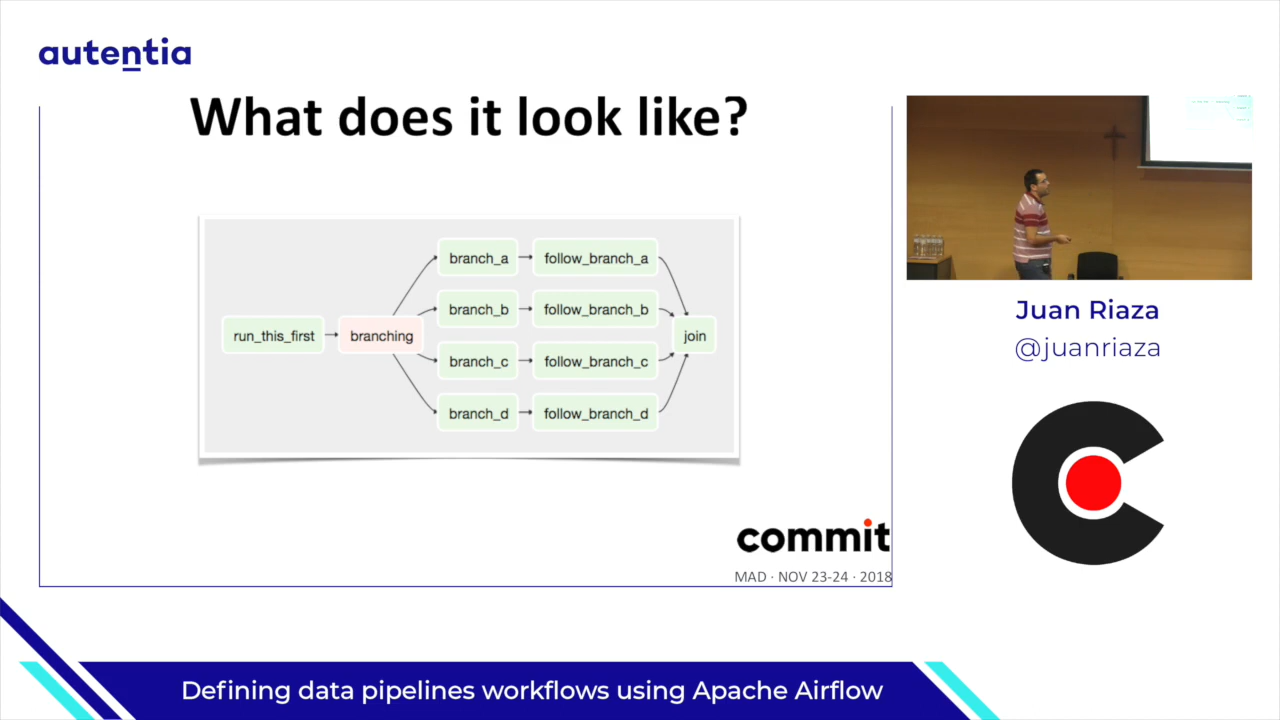 autentia
What does it look like?
run_this_first
branching
branch_a
follow_branch_a
branch_b
follow_branch_b
branch_c
follow_branch_c
branch_d
follow_branch_d
join
commit
MAD · NOV 23-24 · 2018
Juan Riaza
@juanriaza
Defining data pipelines workflows using Apache Airflow